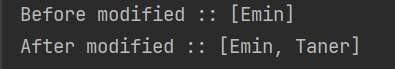 Before modified :: [Emin]
After modified :: [Emin, Taner]